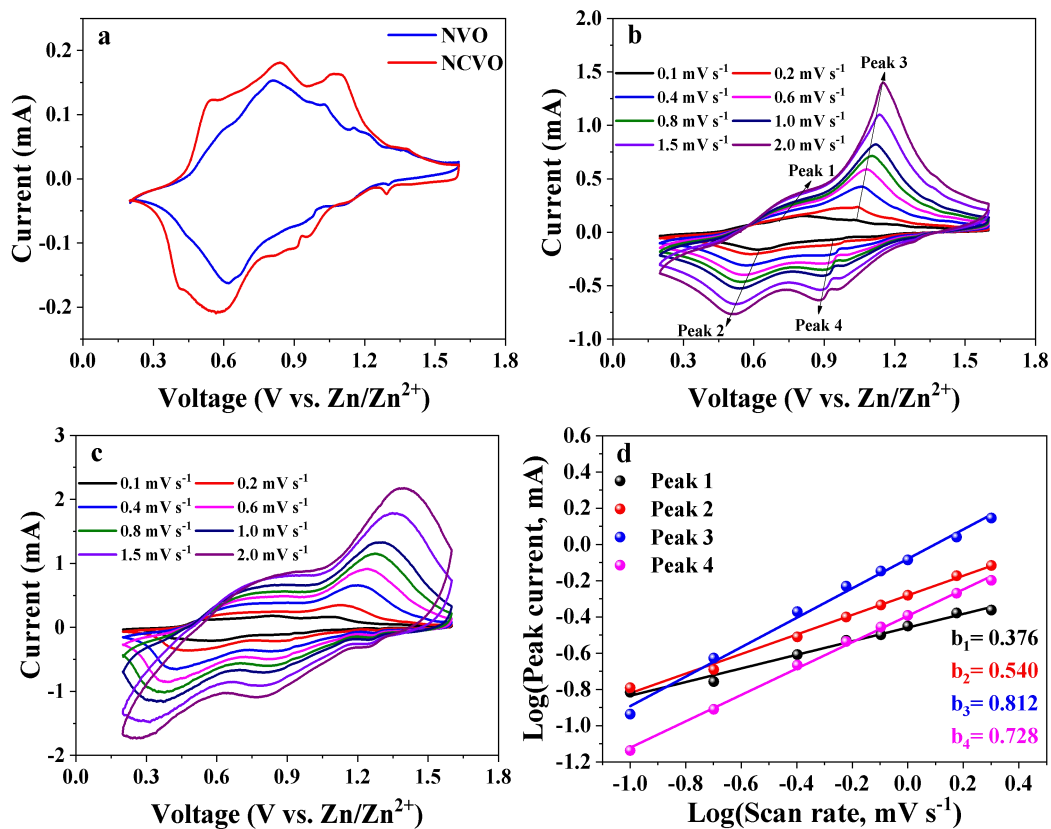 a
NVO
NCVO
0.2
0.1
0.0
-0.1
-0.2
Current (mA)
0.0 0.3 0.6 0.9 1.2 1.5 1.8
Voltage (V vs. Zn/Zn²⁺)
b
Peak 3
0.1 mV s⁻¹ 0.2 mV s⁻¹
0.4 mV s⁻¹ 0.6 mV s⁻¹
0.8 mV s⁻¹ 1.0 mV s⁻¹
1.5 mV s⁻¹ 2.0 mV s⁻¹
Peak 1
Peak 2
Peak 4
2.0
1.5
1.0
0.5
0.0
-0.5
-1.0
Current (mA)
0.0 0.3 0.6 0.9 1.2 1.5 1.8
Voltage (V vs. Zn/Zn²⁺)
c
0.1 mV s⁻¹ 0.2 mV s⁻¹
0.4 mV s⁻¹ 0.6 mV s⁻¹
0.8 mV s⁻¹ 1.0 mV s⁻¹
1.5 mV s⁻¹ 2.0 mV s⁻¹
3
2
1
0
-1
-2
Current (mA)
0.0 0.3 0.6 0.9 1.2 1.5 1.8
Voltage (V vs. Zn/Zn²⁺)
d
Peak 1
Peak 2
Peak 3
Peak 4
b₁= 0.376
b₂= 0.540
b₃= 0.812
b₄= 0.728
0.6
0.4
0.2
0.0
-0.2
-0.4
-0.6
-0.8
-1.0
-1.2
Log(Peak current, mA)
-1.0 -0.8 -0.6 -0.4 -0.2 0.0 0.2 0.4
Log(Scan rate, mV s⁻¹)